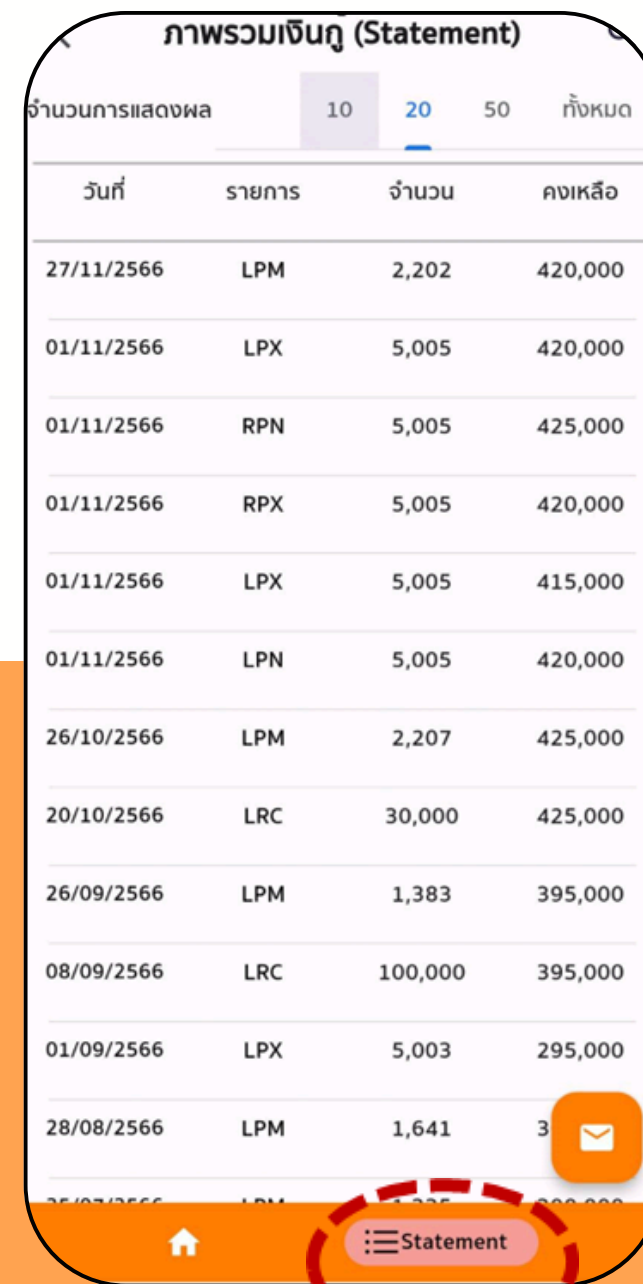 ภาพรวมเงินกู้ (Statement)
จำนวนการแสดงผล 10 20 50 ทั้งหมด
วันที่ รายการ จำนวน คงเหลือ
27/11/2566 LPM 2,202 420,000
01/11/2566 LPX 5,005 420,000
01/11/2566 RPN 5,005 425,000
01/11/2566 RPX 5,005 420,000
01/11/2566 LPX 5,005 415,000
01/11/2566 LPN 5,005 420,000
26/10/2566 LPM 2,207 425,000
20/10/2566 LRC 30,000 425,000
26/09/2566 LPM 1,383 395,000
08/09/2566 LRC 100,000 395,000
01/09/2566 LPX 5,003 295,000
28/08/2566 LPM 1,641
Statement